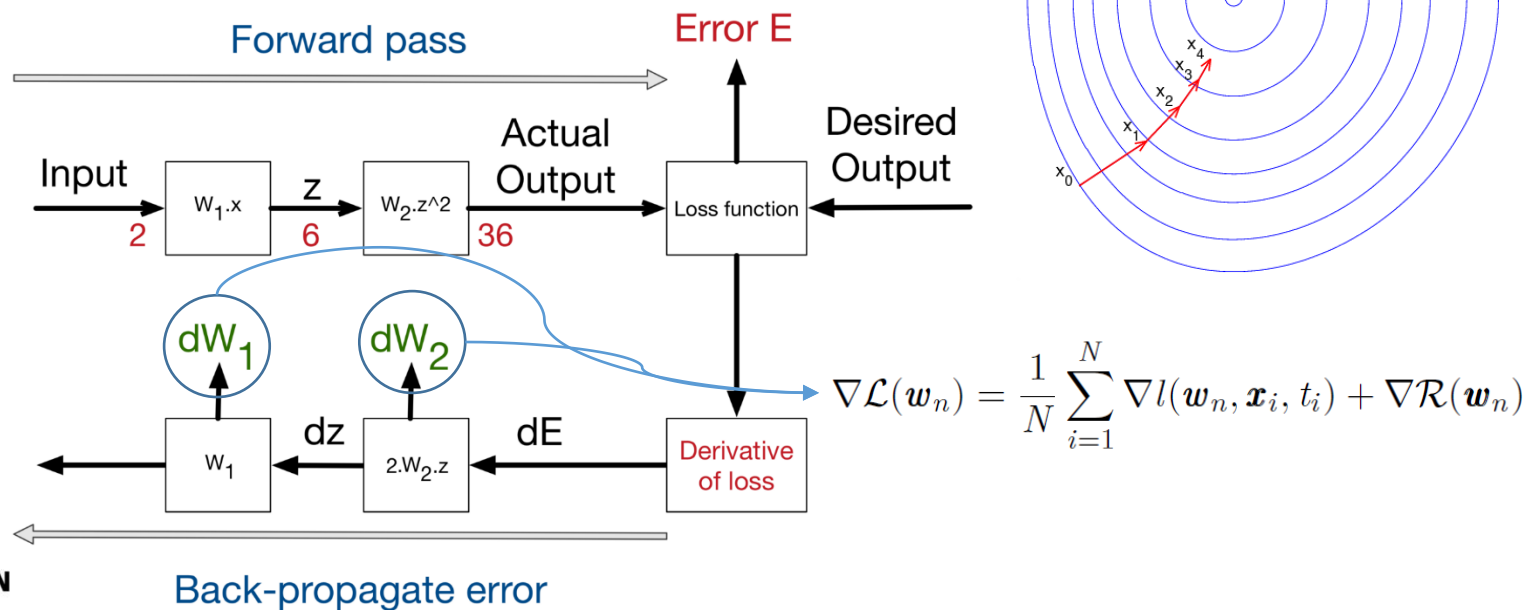 Forward pass
Error E
Input
z
Actual
Output
Desired
Output
W₁.x
W₂.z^2
Loss function
2
6
36
dW₁
dW₂
W₁
dz
2.W₂.z
dE
Derivative
of loss
Back-propagate error
N
x₀
x₁
x₂
x₃
x₄
∇ℒ(𝒘ₙ) = 1/N ∑ᵢ₌₁ᴺ ∇l(𝒘ₙ, 𝒙ᵢ, tᵢ) + ∇ℛ(𝒘ₙ)